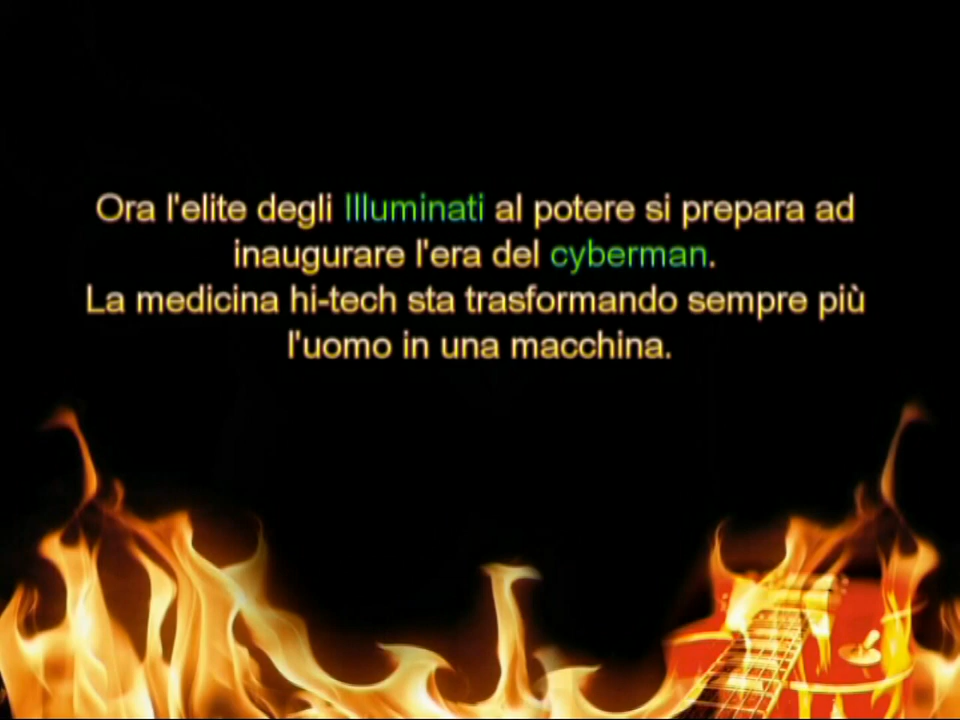 Ora l'elite degli Illuminati al potere si prepara ad
inaugurare l'era del cyberman.
La medicina hi-tech sta trasformando sempre più
l'uomo in una macchina.